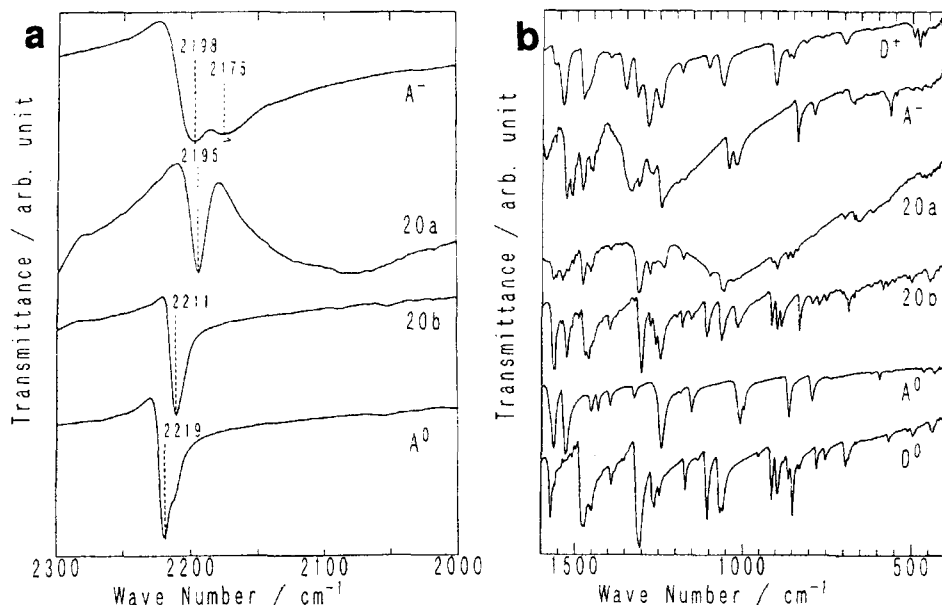 a
2198
2175
A⁻
2195
20a
2211
20b
2219
A⁰
Transmittance / arb. unit
2300
2200
2100
2000
Wave Number / cm⁻¹
b
D⁺
A⁻
20a
20b
A⁰
D⁰
Transmittance / arb. unit
1500
1000
500
Wave Number / cm⁻¹